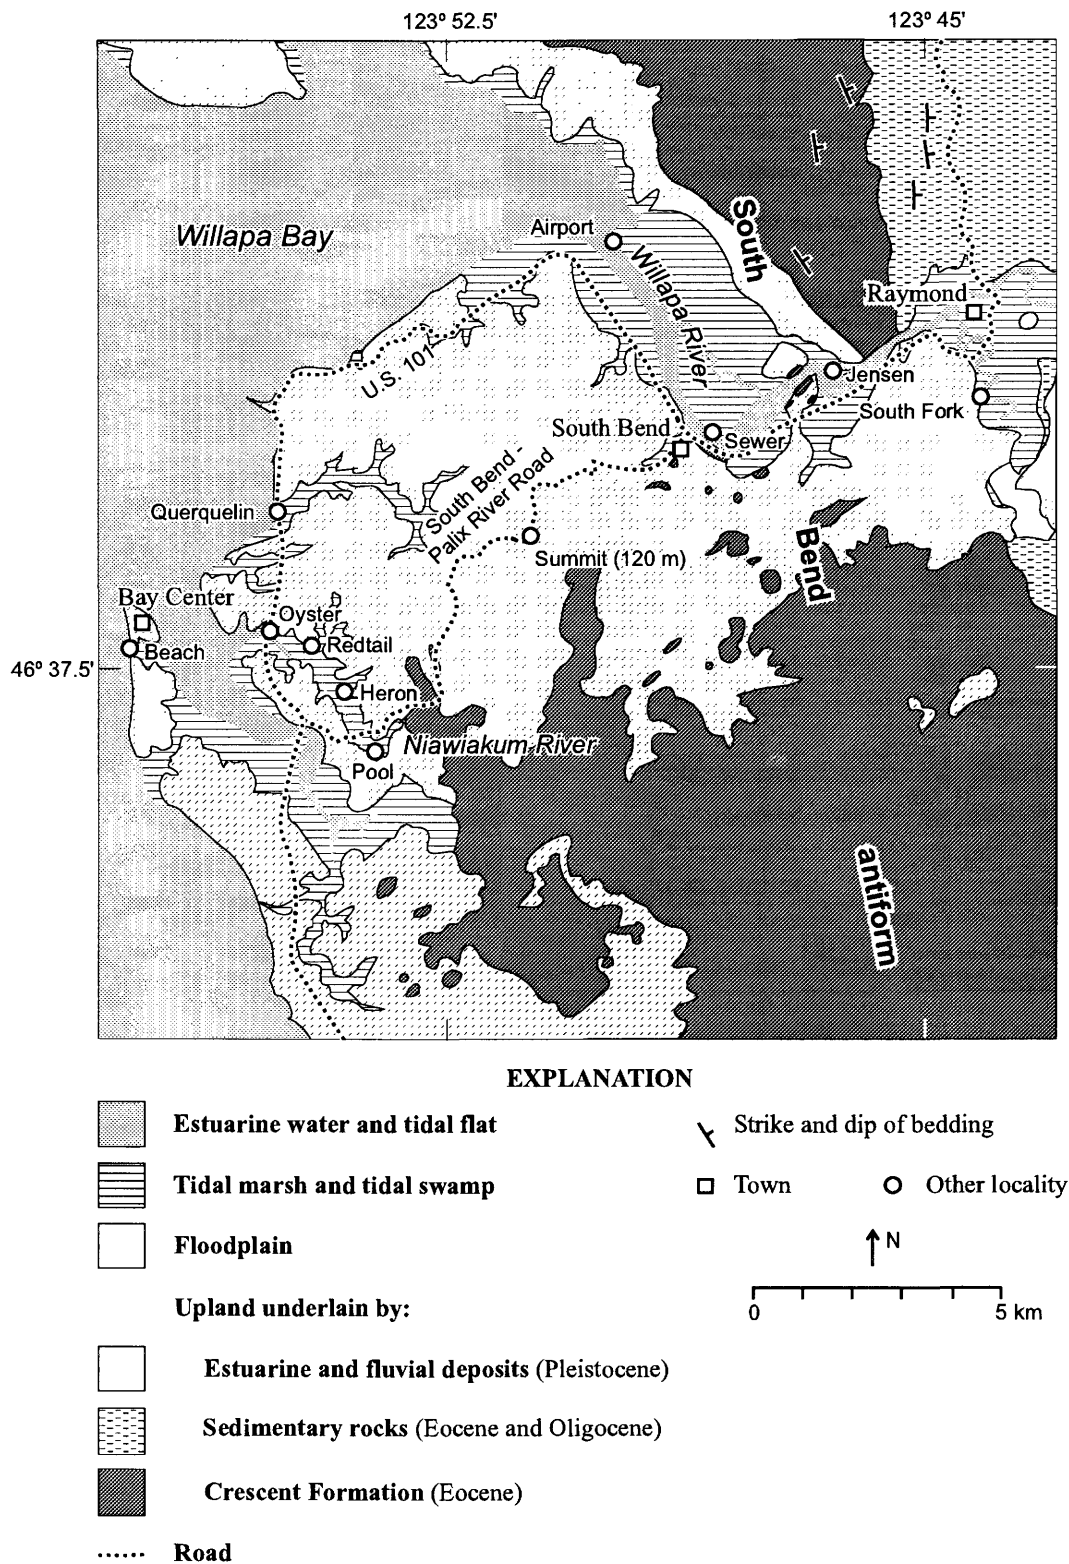 123° 52.5'
123° 45'
Willapa Bay
Airport
Willapa River
South
Raymond
U.S. 101
Jensen
South Fork
South Bend
Sewer
South Bend -
Palix River Road
Querquelin
Summit (120 m)
Bend
Bay Center
Oyster
Beach
Redtail
46° 37.5'
Heron
Niawiakum River
Pool
antiform
EXPLANATION
Estuarine water and tidal flat
Strike and dip of bedding
Tidal marsh and tidal swamp
Town
Other locality
Floodplain
N
Upland underlain by:
0 5 km
Estuarine and fluvial deposits (Pleistocene)
Sedimentary rocks (Eocene and Oligocene)
Crescent Formation (Eocene)
Road